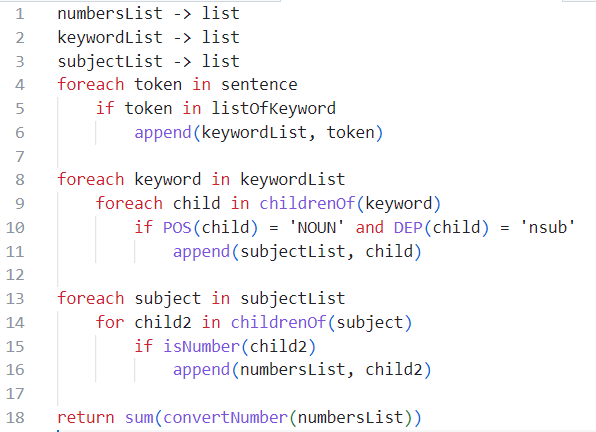 1 numbersList -> list
2 keywordList -> list
3 subjectList -> list
4 foreach token in sentence
5     if token in listOfKeyword
6         append(keywordList, token)
7
8 foreach keyword in keywordList
9     foreach child in childrenOf(keyword)
10         if POS(child) = 'NOUN' and DEP(child) = 'nsub'
11             append(subjectList, child)
12
13 foreach subject in subjectList
14     for child2 in childrenOf(subject)
15         if isNumber(child2)
16             append(numbersList, child2)
17
18 return sum(convertNumber(numbersList))